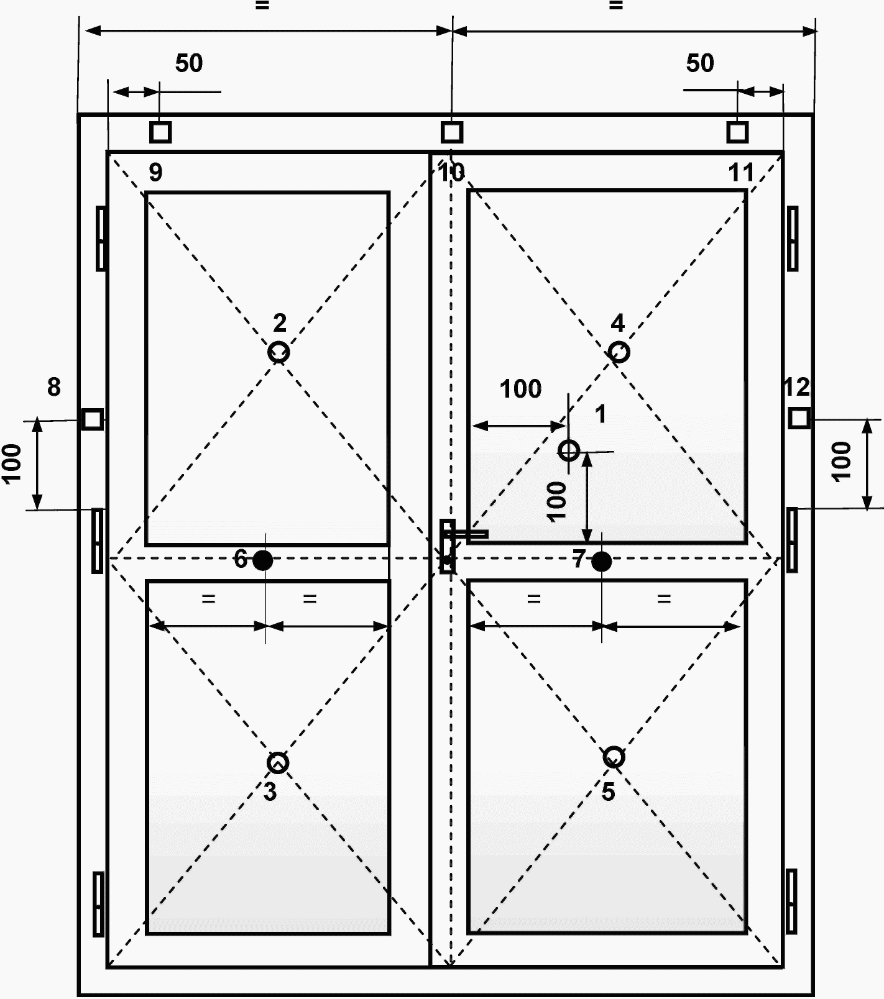 = =
50 50
9 10 11
2 4
8 12
100 1
100 100 100
6 7
= = = =
3 5